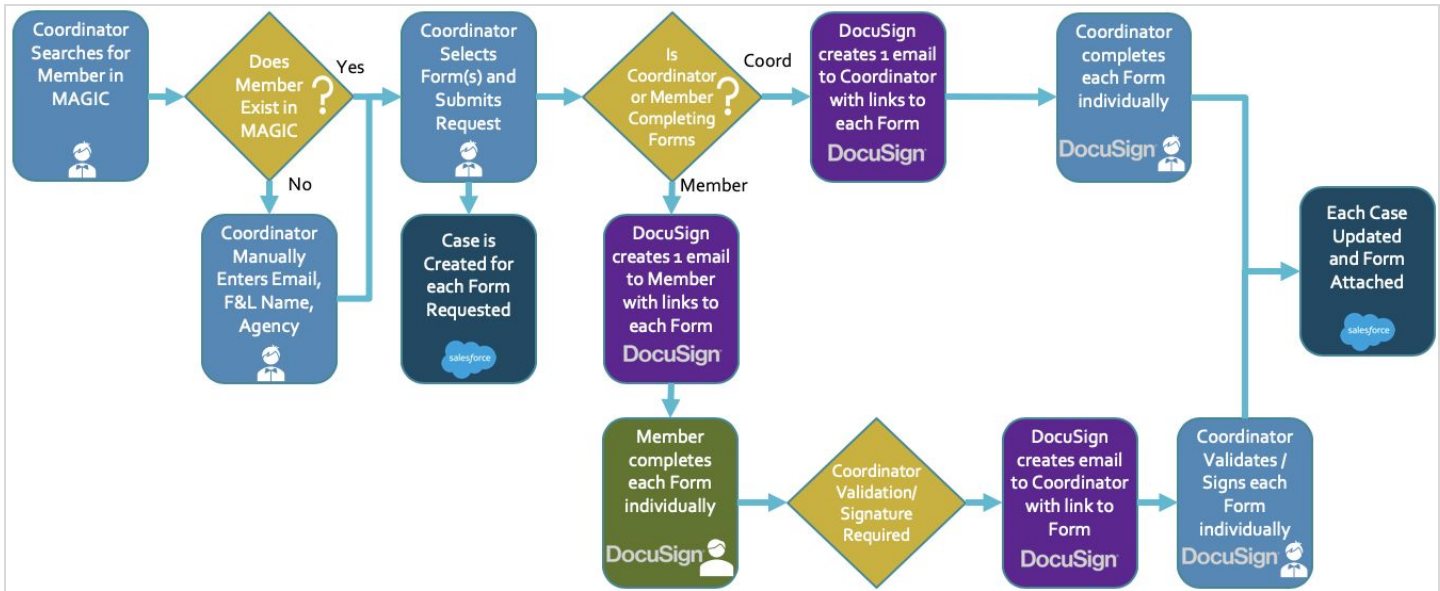 Coordinator
Searches for
Member in
MAGIC
Does
Member
Exist in
MAGIC
?
Yes
No
Coordinator
Manually
Enters Email,
F&L Name,
Agency
Coordinator
Selects
Form(s) and
Submits
Request
Case is
Created for
each Form
Requested
salesforce
Is
Coordinator
or Member
Completing
Forms
?
Coord
Member
DocuSign
creates 1 email
to Coordinator
with links to
each Form
DocuSign
Coordinator
completes
each Form
individually
DocuSign
DocuSign
creates 1 email
to Member
with links to
each Form
DocuSign
Member
completes
each Form
individually
DocuSign
Coordinator
Validation/
Signature
Required
DocuSign
creates email
to Coordinator
with link to
Form
DocuSign
Coordinator
Validates /
Signs each
Form
individually
DocuSign
Each Case
Updated
and Form
Attached
salesforce